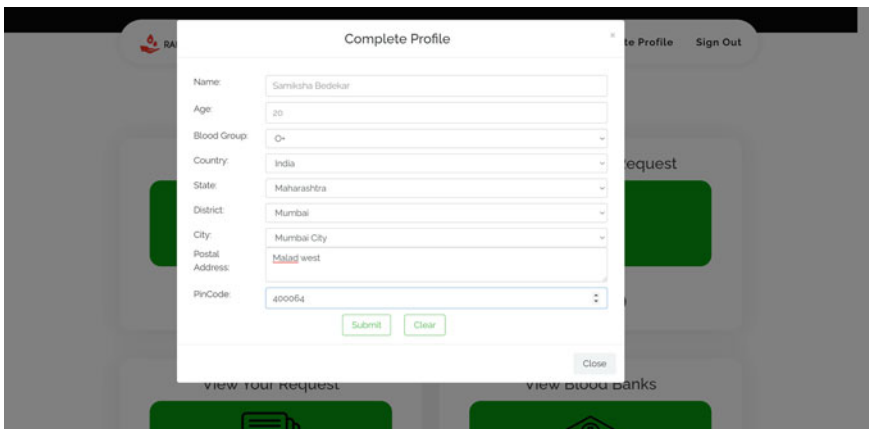 Complete Profile
×
te Profile
Sign Out
Name:
Samiksha Bedekar
Age:
20
Blood Group:
O+
equest
Country:
India
State:
Maharashtra
District:
Mumbai
City:
Mumbai City
Postal
Address:
Malad west
PinCode:
400064
Submit
Clear
Close
View Your Request
View Blood Banks